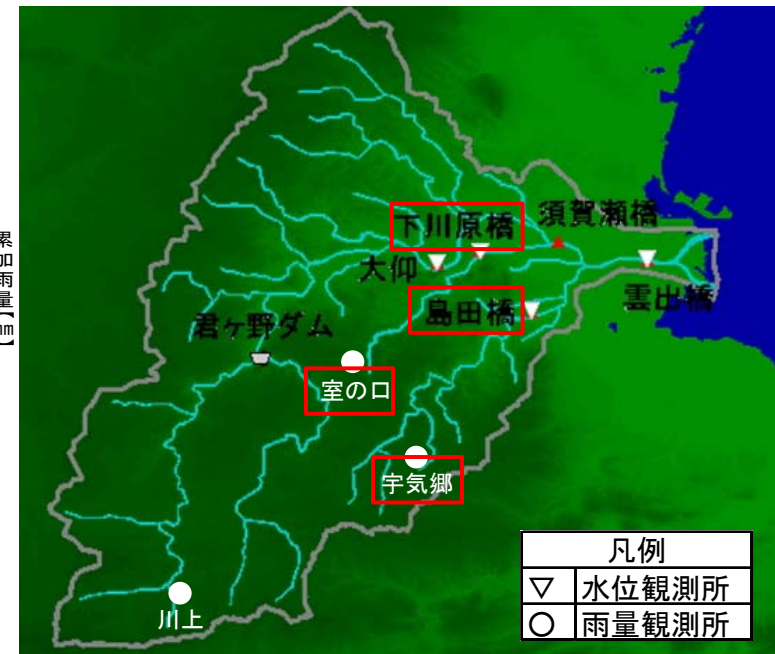 累加雨量【mm】
下川原橋
須賀瀬橋
大仰
雲出橋
島田橋
君ヶ野ダム
室の口
宇気郷
川上
凡例
▽ 水位観測所
○ 雨量観測所